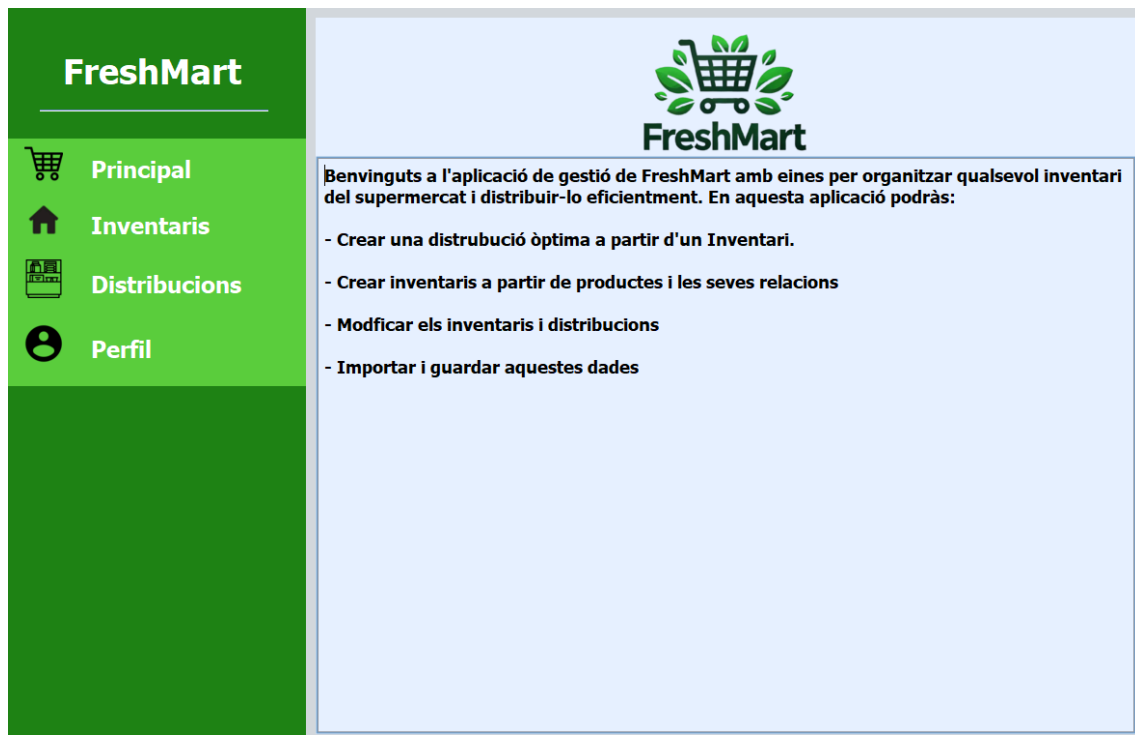 FreshMart
Principal
Inventaris
Distribucions
Perfil
FreshMart
Benvinguts a l'aplicació de gestió de FreshMart amb eines per organitzar qualsevol inventari
del supermercat i distribuir-lo eficientment. En aquesta aplicació podràs:
- Crear una distrubució òptima a partir d'un Inventari.
- Crear inventaris a partir de productes i les seves relacions
- Modficar els inventaris i distribucions
- Importar i guardar aquestes dades